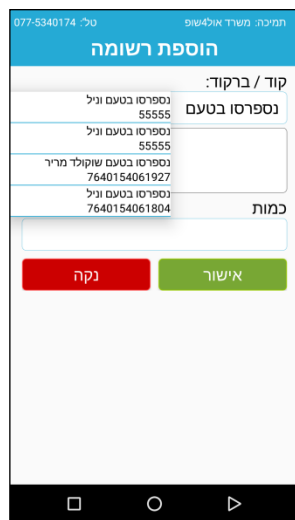 תמיכה: משרד אול4שופ טל': 077-5340174
הוספת רשומה
קוד / ברקוד:
נספרסו בטעם
נספרסו בטעם וניל
55555
נספרסו בטעם וניל
55555
נספרסו בטעם שוקולד מריר
7640154061927
נספרסו בטעם וניל
7640154061804
כמות
אישור נקה